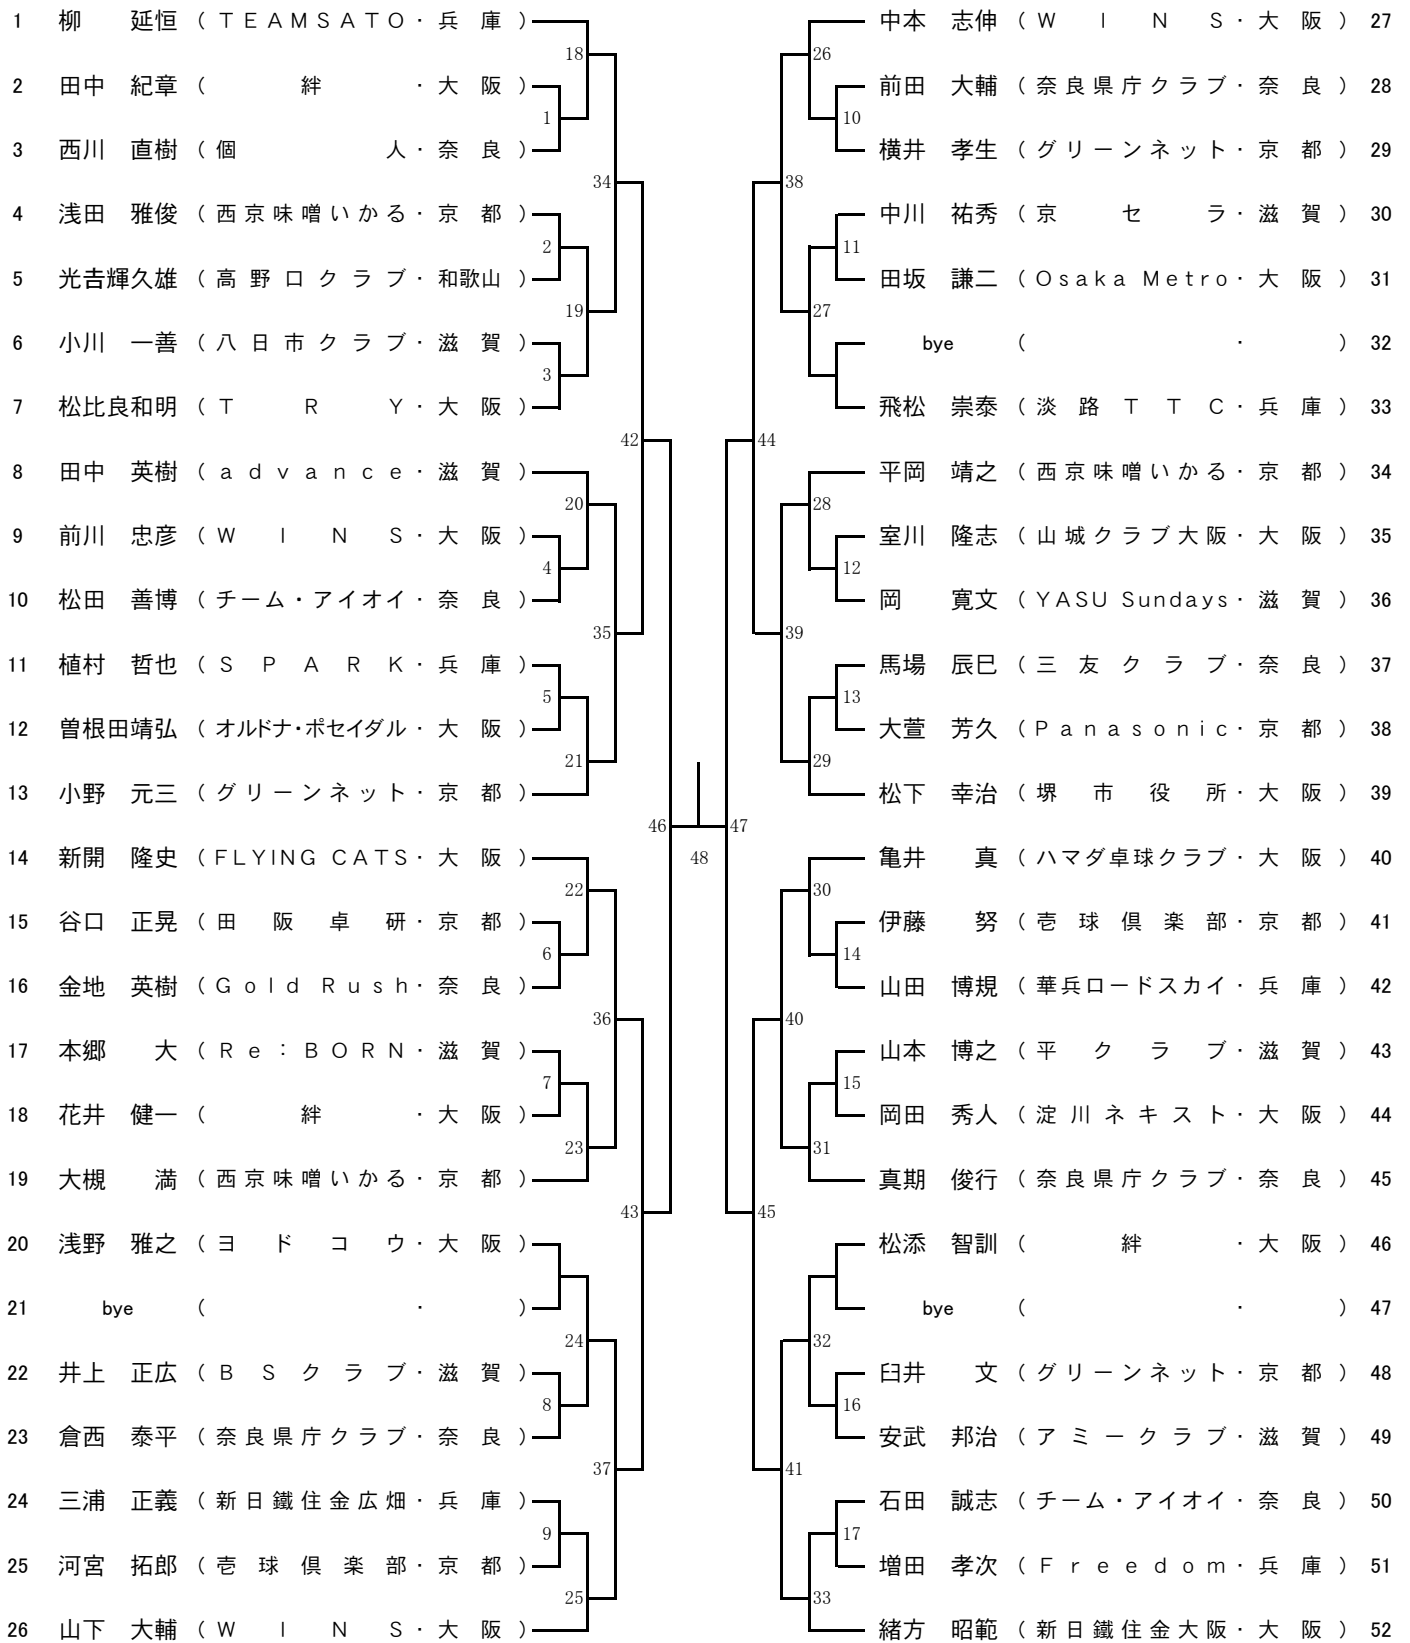 1 柳 延恒 ( TEAMSATO ・ 兵庫 )
18
2 田中 紀章 ( 絆 ・ 大阪 )
1
3 西川 直樹 ( 個人 ・ 奈良 )
34
4 浅田 雅俊 ( 西京味噌いかる ・ 京都 )
2
5 光吉輝久雄 ( 高野口クラブ ・ 和歌山 )
19
6 小川 一善 ( 八日市クラブ ・ 滋賀 )
3
7 松比良和明 ( TRY ・ 大阪 )
42
8 田中 英樹 ( advance ・ 滋賀 )
20
9 前川 忠彦 ( WINS ・ 大阪 )
4
10 松田 善博 ( チーム・アイオイ ・ 奈良 )
35
11 植村 哲也 ( SPARK ・ 兵庫 )
5
12 曽根田靖弘 ( オルドナ・ポセイダル ・ 大阪 )
21
13 小野 元三 ( グリーンネット ・ 京都 )
46
14 新開 隆史 ( FLYING CATS ・ 大阪 )
22
15 谷口 正晃 ( 田阪卓研 ・ 京都 )
6
16 金地 英樹 ( Gold Rush ・ 奈良 )
36
17 本郷 大 ( Re：BORN ・ 滋賀 )
7
18 花井 健一 ( 絆 ・ 大阪 )
23
19 大槻 満 ( 西京味噌いかる ・ 京都 )
43
20 浅野 雅之 ( ヨドコウ ・ 大阪 )
21 bye ( ・ )
24
22 井上 正広 ( BSクラブ ・ 滋賀 )
8
23 倉西 泰平 ( 奈良県庁クラブ ・ 奈良 )
37
24 三浦 正義 ( 新日鐵住金広畑 ・ 兵庫 )
9
25 河宮 拓郎 ( 壱球倶楽部 ・ 京都 )
25
26 山下 大輔 ( WINS ・ 大阪 )
48
中本 志伸 ( WINS ・ 大阪 ) 27
26
前田 大輔 ( 奈良県庁クラブ ・ 奈良 ) 28
10
横井 孝生 ( グリーンネット ・ 京都 ) 29
38
中川 祐秀 ( 京セラ ・ 滋賀 ) 30
11
田坂 謙二 ( Osaka Metro ・ 大阪 ) 31
27
bye ( ・ ) 32
飛松 崇泰 ( 淡路TTC ・ 兵庫 ) 33
44
平岡 靖之 ( 西京味噌いかる ・ 京都 ) 34
28
室川 隆志 ( 山城クラブ大阪 ・ 大阪 ) 35
12
岡 寛文 ( YASU Sundays ・ 滋賀 ) 36
39
馬場 辰巳 ( 三友クラブ ・ 奈良 ) 37
13
大萱 芳久 ( Panasonic ・ 京都 ) 38
29
松下 幸治 ( 堺市役所 ・ 大阪 ) 39
47
亀井 真 ( ハマダ卓球クラブ ・ 大阪 ) 40
30
伊藤 努 ( 壱球倶楽部 ・ 京都 ) 41
14
山田 博規 ( 華兵ロードスカイ ・ 兵庫 ) 42
40
山本 博之 ( 平クラブ ・ 滋賀 ) 43
15
岡田 秀人 ( 淀川ネキスト ・ 大阪 ) 44
31
真期 俊行 ( 奈良県庁クラブ ・ 奈良 ) 45
45
松添 智訓 ( 絆 ・ 大阪 ) 46
bye ( ・ ) 47
32
臼井 文 ( グリーンネット ・ 京都 ) 48
16
安武 邦治 ( アミークラブ ・ 滋賀 ) 49
41
石田 誠志 ( チーム・アイオイ ・ 奈良 ) 50
17
増田 孝次 ( Freedom ・ 兵庫 ) 51
33
緒方 昭範 ( 新日鐵住金大阪 ・ 大阪 ) 52